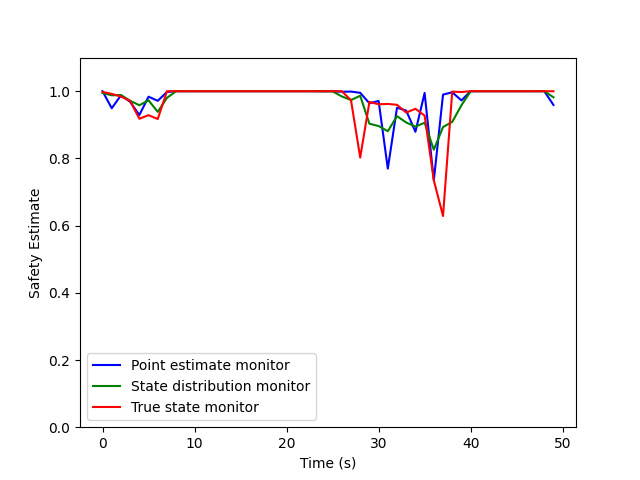 1.0
0.8
0.6
0.4
0.2
0.0
Safety Estimate
Point estimate monitor
State distribution monitor
True state monitor
0 10 20 30 40 50
Time (s)